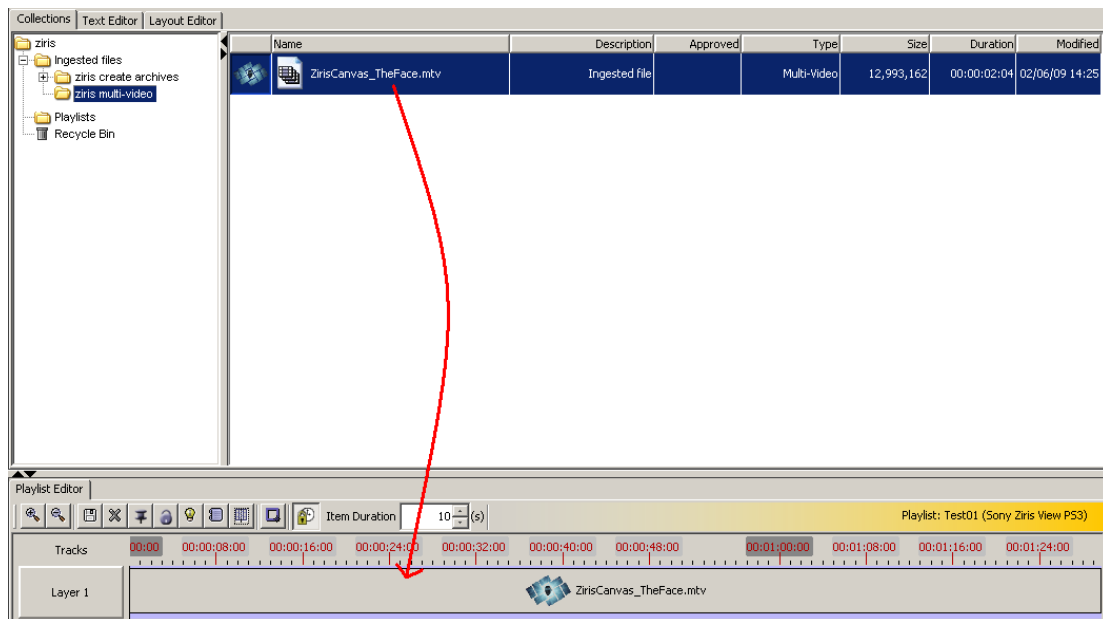 Collections Text Editor Layout Editor
ziris
Ingested files
ziris create archives
ziris multi-video
Playlists
Recycle Bin
Name Description Approved Type Size Duration Modified
ZirisCanvas_TheFace.mtv Ingested file Multi-Video 12,993,162 00:00:02:04 02/06/09 14:25
Playlist Editor
Item Duration 10 (s) Playlist: Test01 (Sony Ziris View PS3)
Tracks 00:00 00:00:08:00 00:00:16:00 00:00:24:00 00:00:32:00 00:00:40:00 00:00:48:00 00:01:00:00 00:01:08:00 00:01:16:00 00:01:24:00
Layer 1 ZirisCanvas_TheFace.mtv